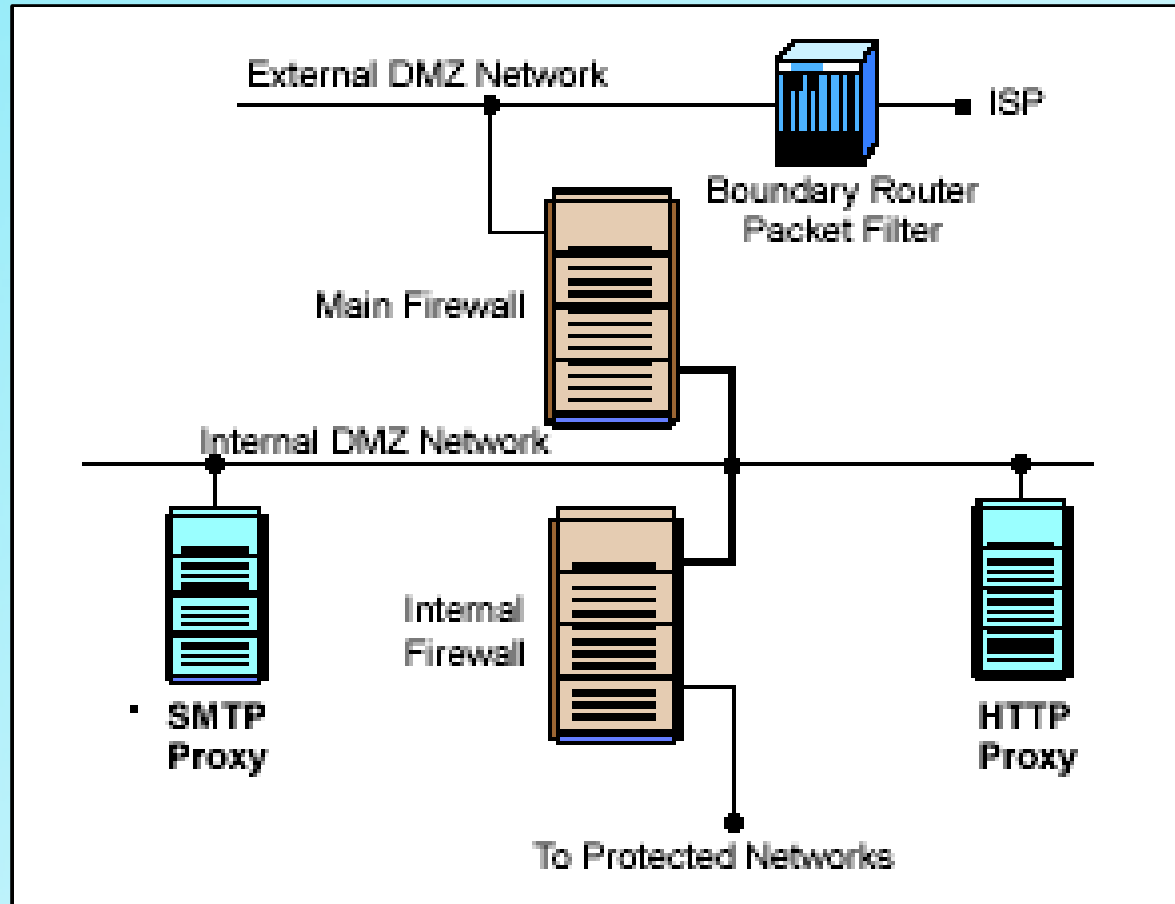 External DMZ Network
ISP
Boundary Router
Packet Filter
Main Firewall
Internal DMZ Network
Internal
Firewall
SMTP
Proxy
HTTP
Proxy
To Protected Networks